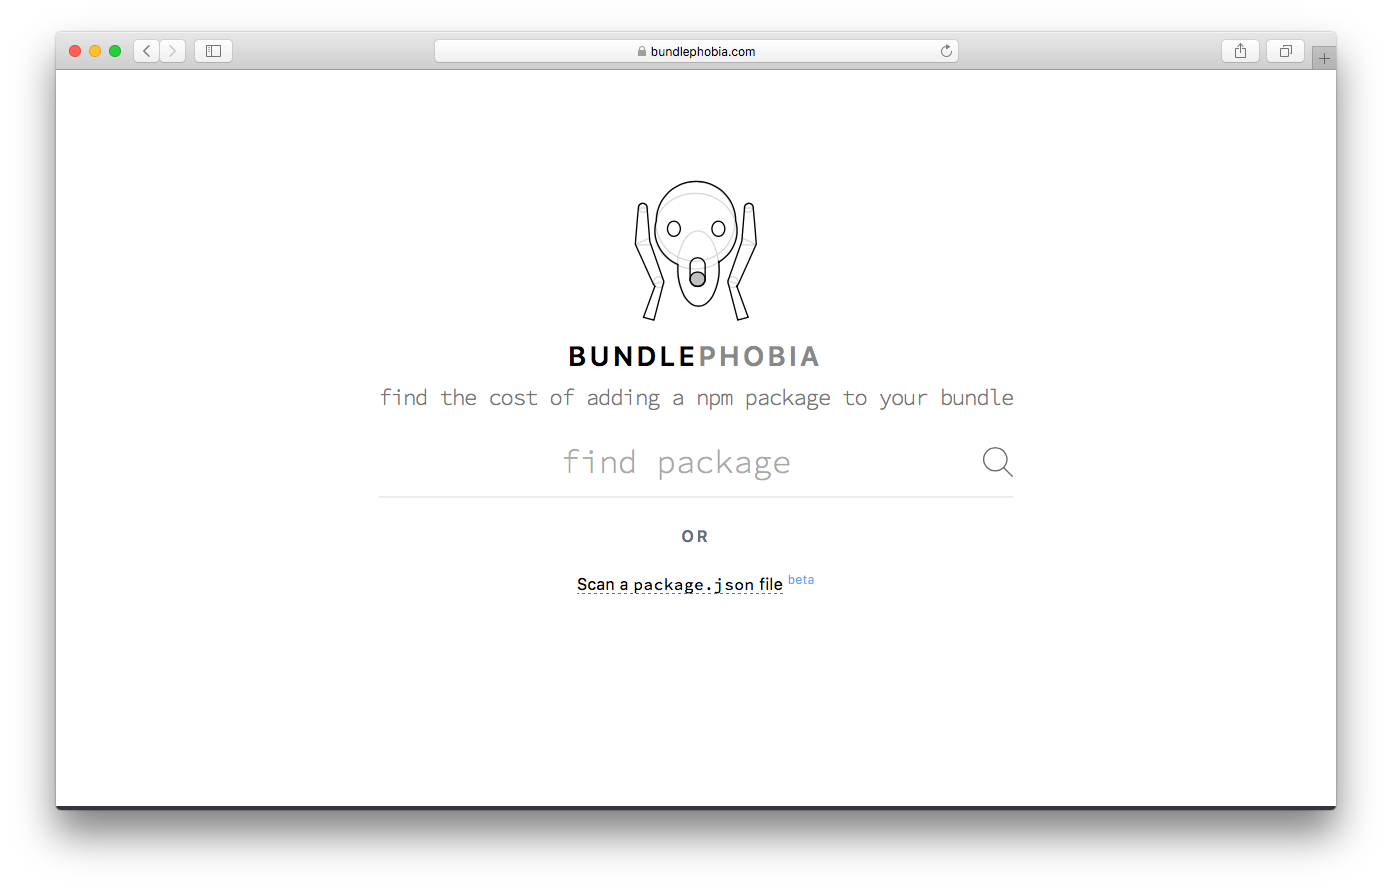 bundlephobia.com
BUNDLEPHOBIA
find the cost of adding a npm package to your bundle
find package
OR
Scan a package.json file beta